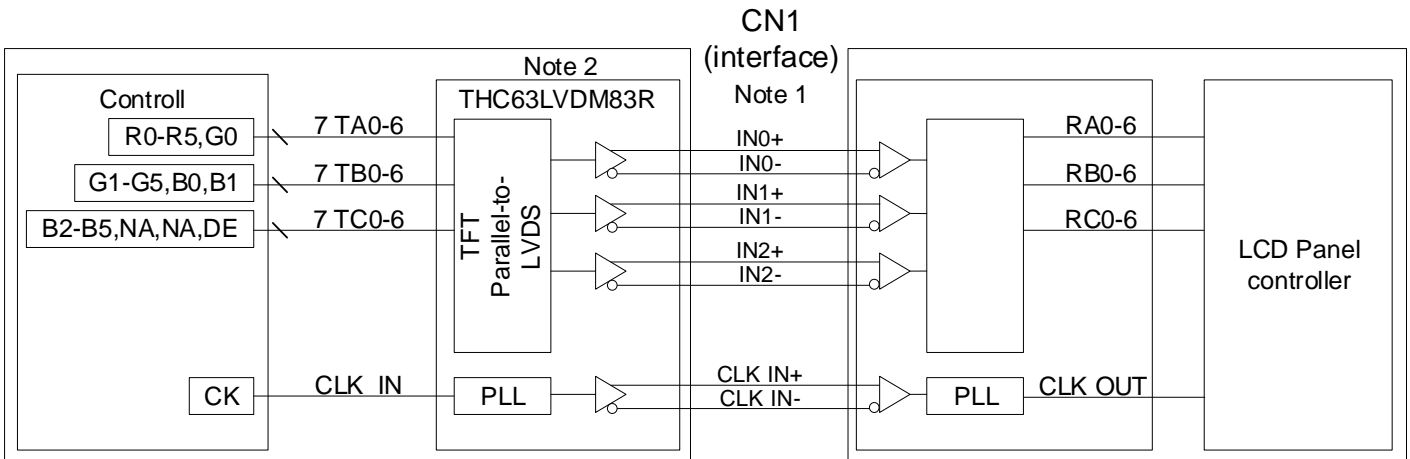 CN1
(interface)
Note 1
Note 2
THC63LVDM83R
Controll
R0-R5,G0
7 TA0-6
G1-G5,B0,B1
7 TB0-6
B2-B5,NA,NA,DE
7 TC0-6
TFT
Parallel-to-
LVDS
IN0+
IN0-
IN1+
IN1-
IN2+
IN2-
RA0-6
RB0-6
RC0-6
LCD Panel
controller
CK
CLK IN
PLL
CLK IN+
CLK IN-
PLL
CLK OUT